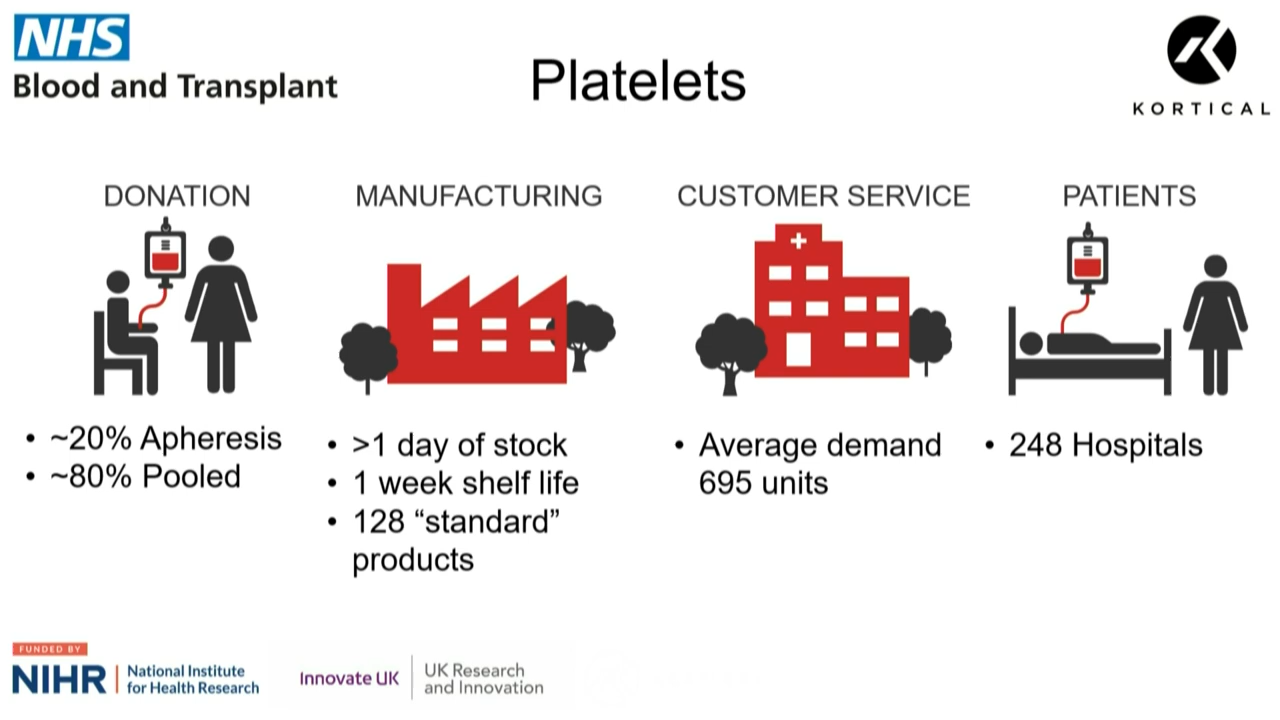 NHS
Blood and Transplant
Platelets
KORTICAL
DONATION
~20% Apheresis
~80% Pooled
MANUFACTURING
>1 day of stock
1 week shelf life
128 “standard”
products
CUSTOMER SERVICE
Average demand
695 units
PATIENTS
248 Hospitals
FUNDED BY
NIHR
National Institute
for Health Research
Innovate UK
UK Research
and Innovation